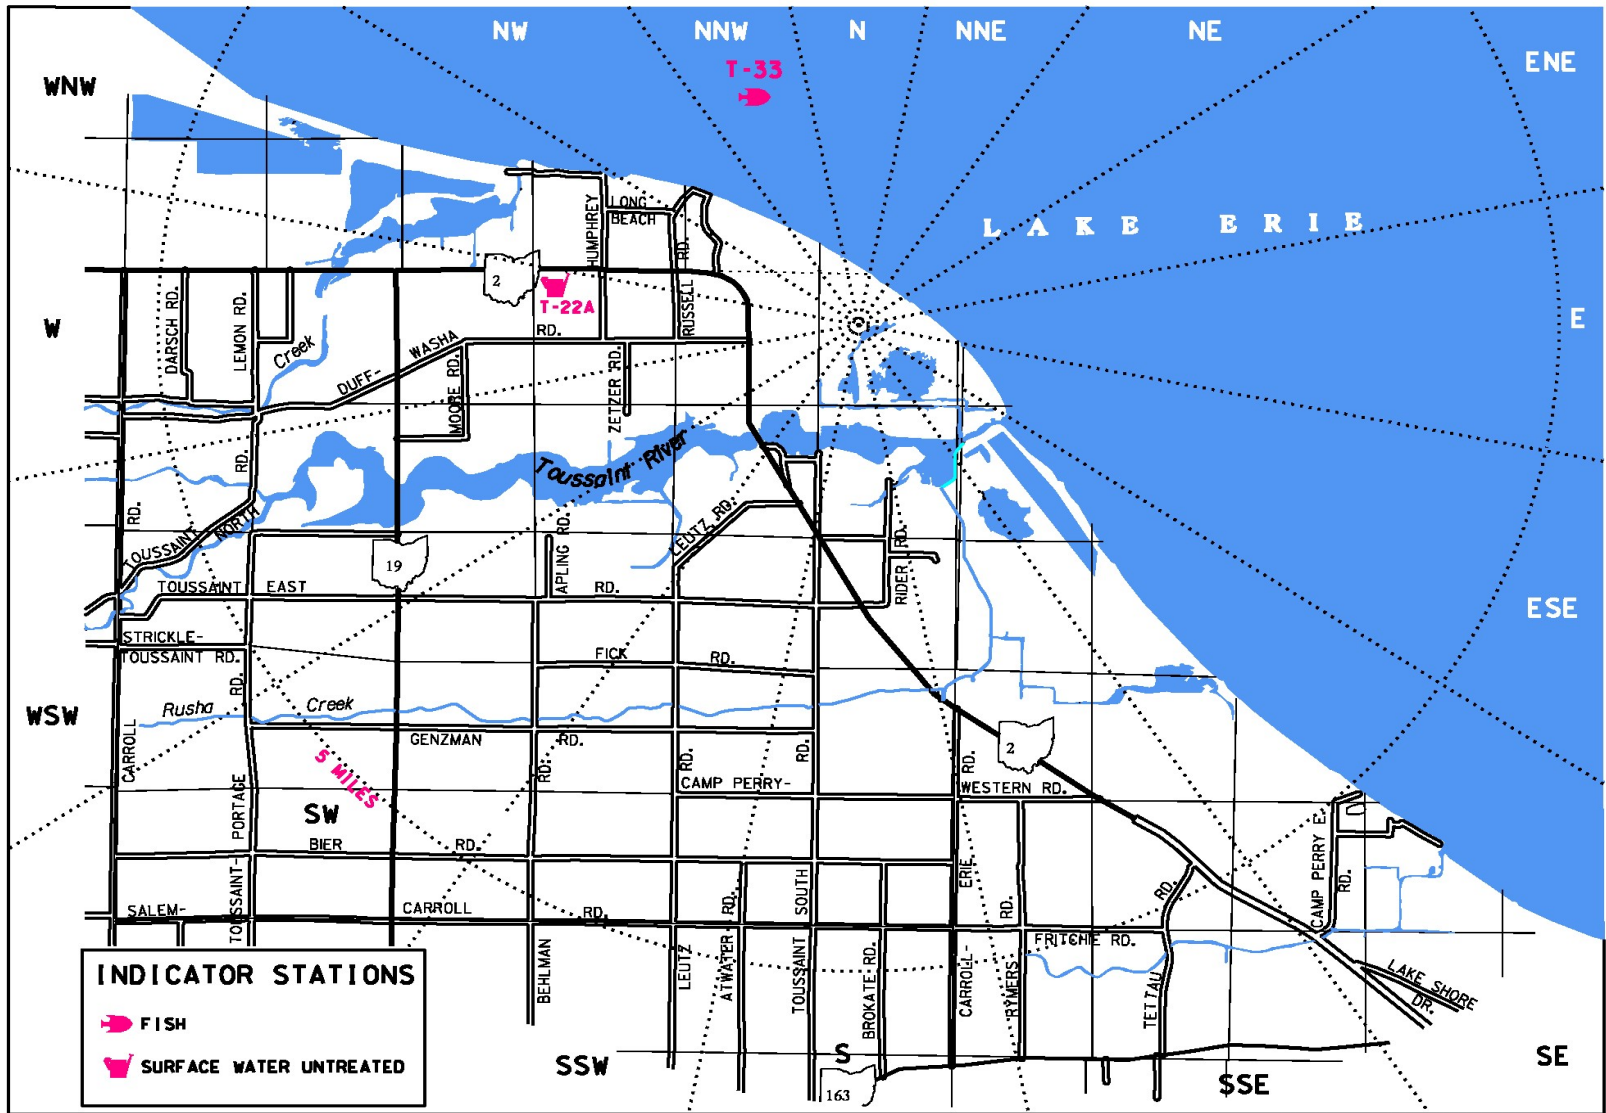 NW
NNW
N
NNE
NE
ENE
WNW
T-33
LAKE ERIE
HUMPHREY
LONG
BEACH
RD.
2
T-22A
RUSSELL
W
DARSCH RD.
LEMON RD.
Creek
DUFF-
WASHA
RD.
MOORE RD.
ZETZER RD.
E
Toussaint River
RD.
RD.
TOUSSAINT
NORTH
LEUTZ RD.
19
APLING RD.
RIDER
RD.
TOUSSAINT
EAST
RD.
ESE
STRICKLE-
TOUSSAINT RD.
FICK
RD.
WSW
Rusha
Creek
RD.
CARROLL
GENZMAN
RD.
RD.
RD.
RD.
5 MILES
2
RD.
CAMP PERRY-
WESTERN RD.
SW
PORTAGE
BIER
RD.
CAMP PERRY E.
RD.
ERIE
RD.
SALEM-
TOUSSAINT-
CARROLL
RD.
RD.
SOUTH
RD.
FRITCHIE RD.
BEHLMAN
LEUTZ
ATWATER
TOUSSAINT
BROKATE RD.
CARROLL-
RYMERS
TETTAU
LAKE SHORE
DR.
INDICATOR STATIONS
FISH
SURFACE WATER UNTREATED
SSW
S
163
SSE
SE